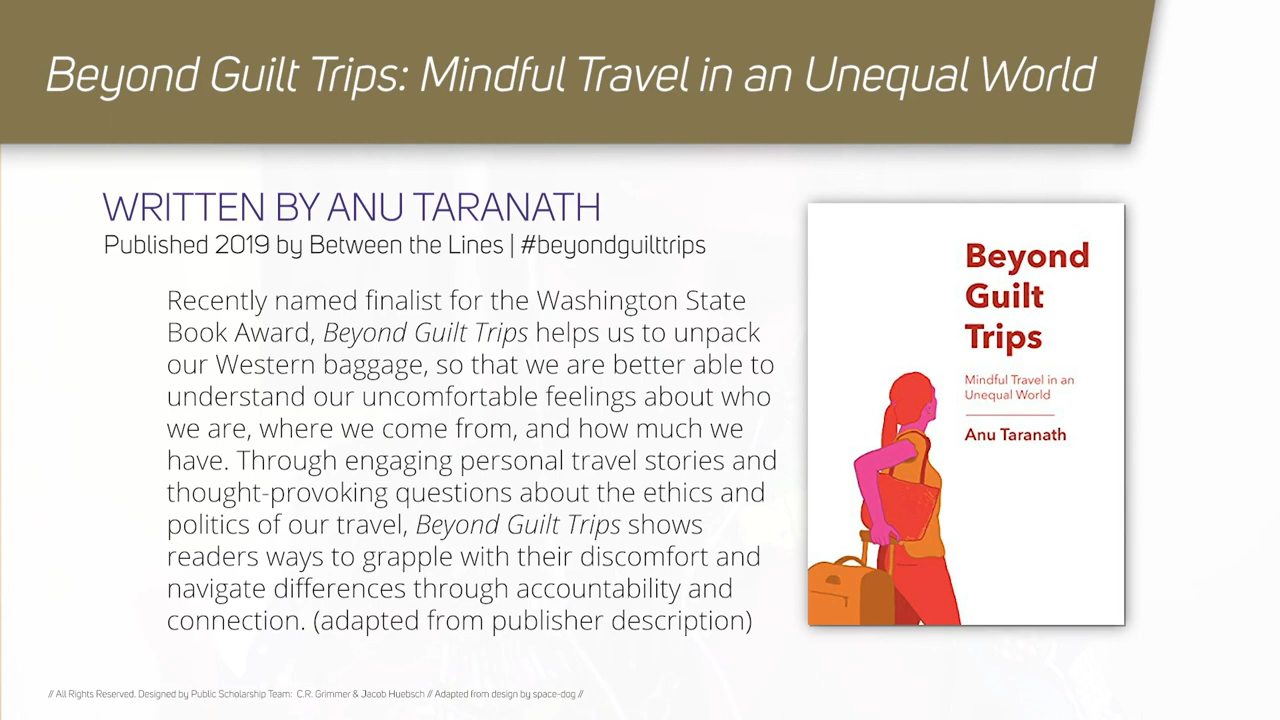 Beyond Guilt Trips: Mindful Travel in an Unequal World
WRITTEN BY ANU TARANATH
Published 2019 by Between the Lines | #beyondguilttrips
Recently named finalist for the Washington State
Book Award, Beyond Guilt Trips helps us to unpack
our Western baggage, so that we are better able to
understand our uncomfortable feelings about who
we are, where we come from, and how much we
have. Through engaging personal travel stories and
thought-provoking questions about the ethics and
politics of our travel, Beyond Guilt Trips shows
readers ways to grapple with their discomfort and
navigate differences through accountability and
connection. (adapted from publisher description)
Beyond
Guilt
Trips
Mindful Travel in an
Unequal World
Anu Taranath
// All Rights Reserved. Designed by Public Scholarship Team: C.R. Grimmer & Jacob Huebsch // Adapted from design by space-dog //